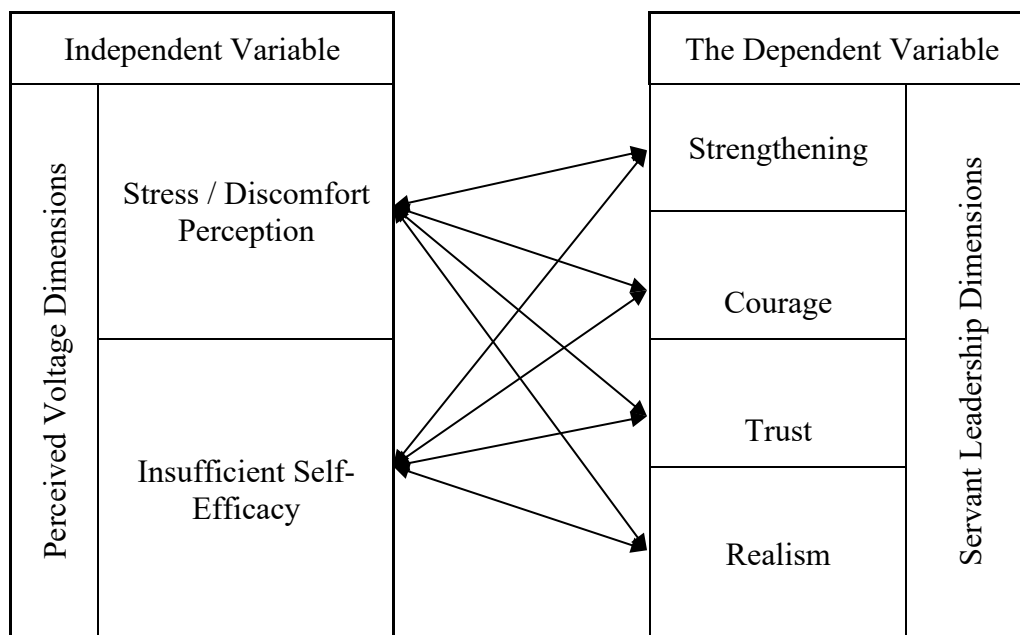 Independent Variable
Perceived Voltage Dimensions
Stress / Discomfort
Perception
Insufficient Self-
Efficacy
The Dependent Variable
Strengthening
Courage
Trust
Realism
Servant Leadership Dimensions